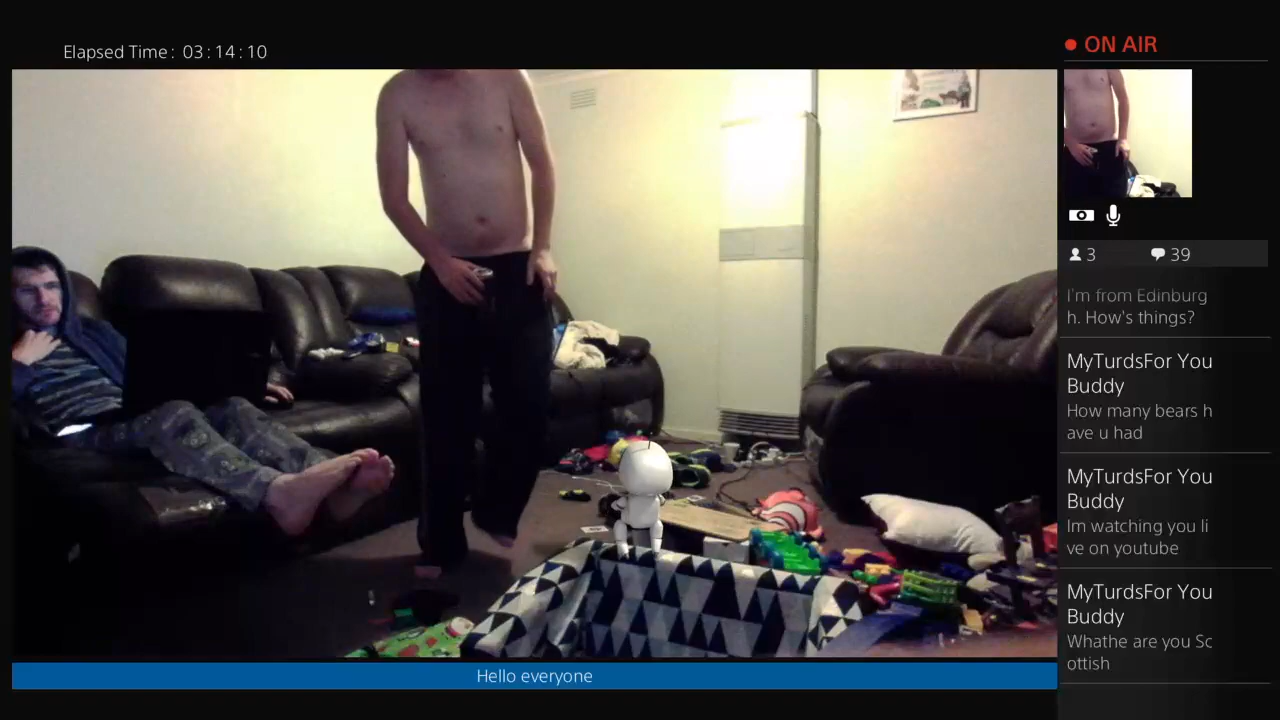 Elapsed Time: 03:14:10
ON AIR
3 39
I'm from Edinburg
h. How's things?
MyTurdsFor You
Buddy
How many bears h
ave u had
MyTurdsFor You
Buddy
Im watching you li
ve on youtube
MyTurdsFor You
Buddy
Whathe are you Sc
ottish
Hello everyone